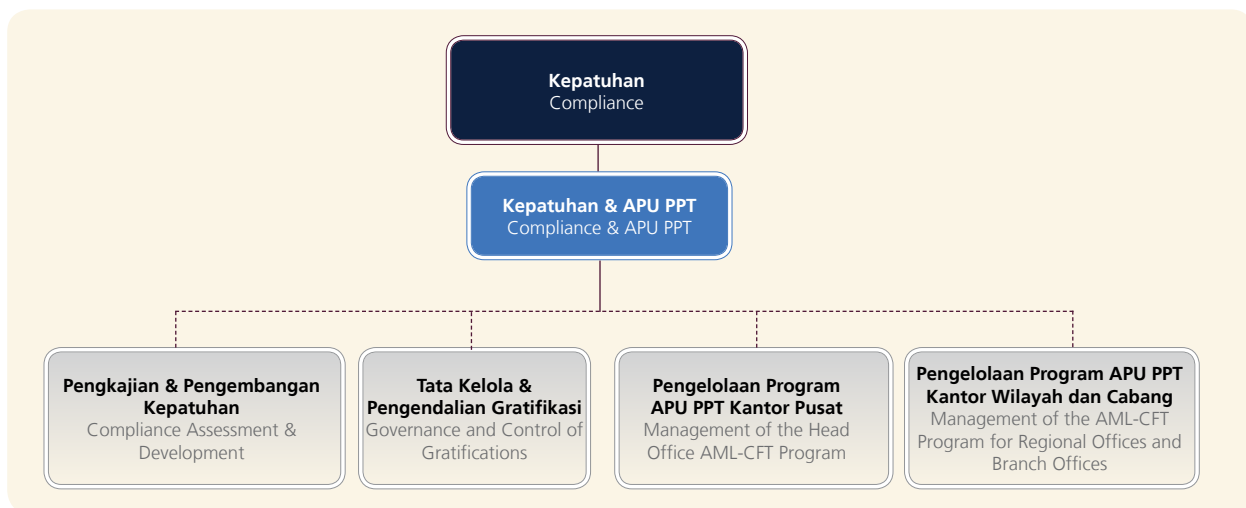 Kepatuhan
Compliance
Kepatuhan & APU PPT
Compliance & APU PPT
Pengkajian & Pengembangan
Kepatuhan
Compliance Assessment &
Development
Tata Kelola &
Pengendalian Gratifikasi
Governance and Control of
Gratifications
Pengelolaan Program
APU PPT Kantor Pusat
Management of the Head
Office AML-CFT Program
Pengelolaan Program APU PPT
Kantor Wilayah dan Cabang
Management of the AML-CFT
Program for Regional Offices and
Branch Offices